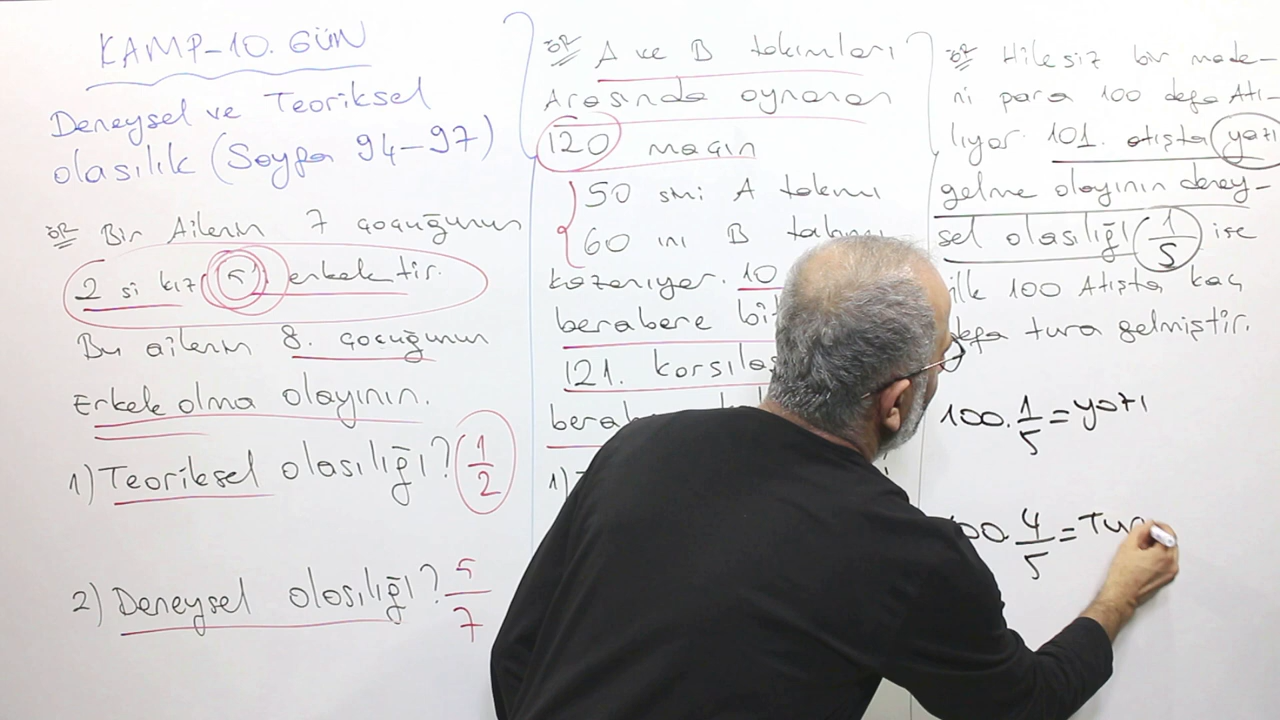 KAMP-10. GÜN
Deneysel ve Teoriksel
olasılık (Sayfa 94-97)
ÖR Bir Ailenin 7 çocuğunun
2 si kız 5'i erkektir.
Bu ailenin 8. çocuğunun
Erkek olma olayının.
1) Teoriksel olasılığı? 1/2
2) Deneysel olasılığı? 5/7
ÖR A ve B takımları
Arasında oynanan
120 maçın
50 sini A takımı
60 ını B takımı
kazanıyor. 10
berabere
121.
1)
ÖR Hilesiz bir made-
ni para 100 defa Atı-
lıyor. 101. atışta yazı
gelme olayının deney-
sel olasılığı 1/5 ise
ilk 100 Atışta kaç
defa tura gelmiştir.
100. 1/5 = yazı
100. 4/5 = Tura